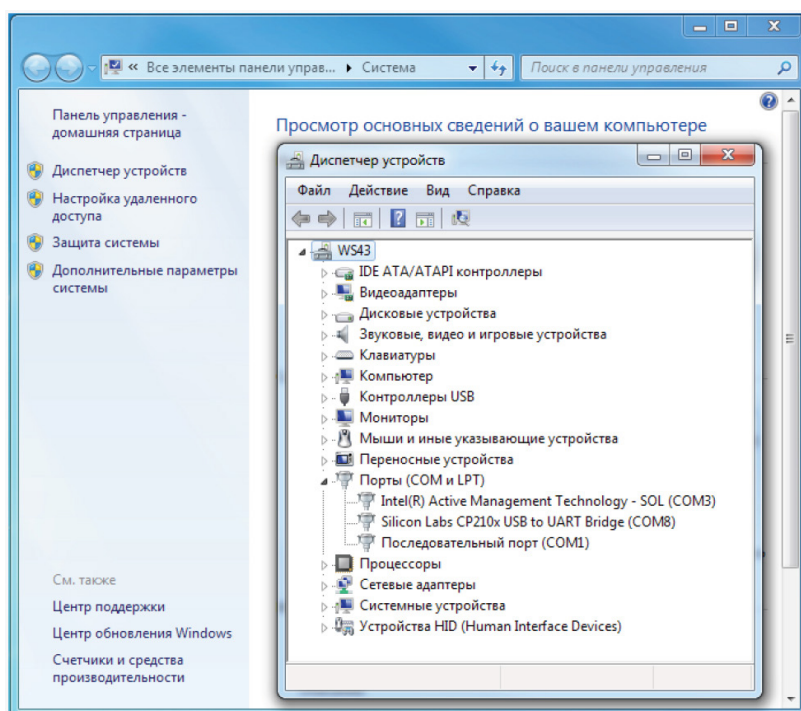 « Все элементы панели управ... Система
Поиск в панели управления
Панель управления -
домашняя страница
Диспетчер устройств
Настройка удаленного
доступа
Защита системы
Дополнительные параметры
системы
См. также
Центр поддержки
Центр обновления Windows
Счетчики и средства
производительности
Просмотр основных сведений о вашем компьютере
Диспетчер устройств
Файл Действие Вид Справка
WS43
IDE ATA/ATAPI контроллеры
Видеоадаптеры
Дисковые устройства
Звуковые, видео и игровые устройства
Клавиатуры
Компьютер
Контроллеры USB
Мониторы
Мыши и иные указывающие устройства
Переносные устройства
Порты (COM и LPT)
Intel(R) Active Management Technology - SOL (COM3)
Silicon Labs CP210x USB to UART Bridge (COM8)
Последовательный порт (COM1)
Процессоры
Сетевые адаптеры
Системные устройства
Устройства HID (Human Interface Devices)